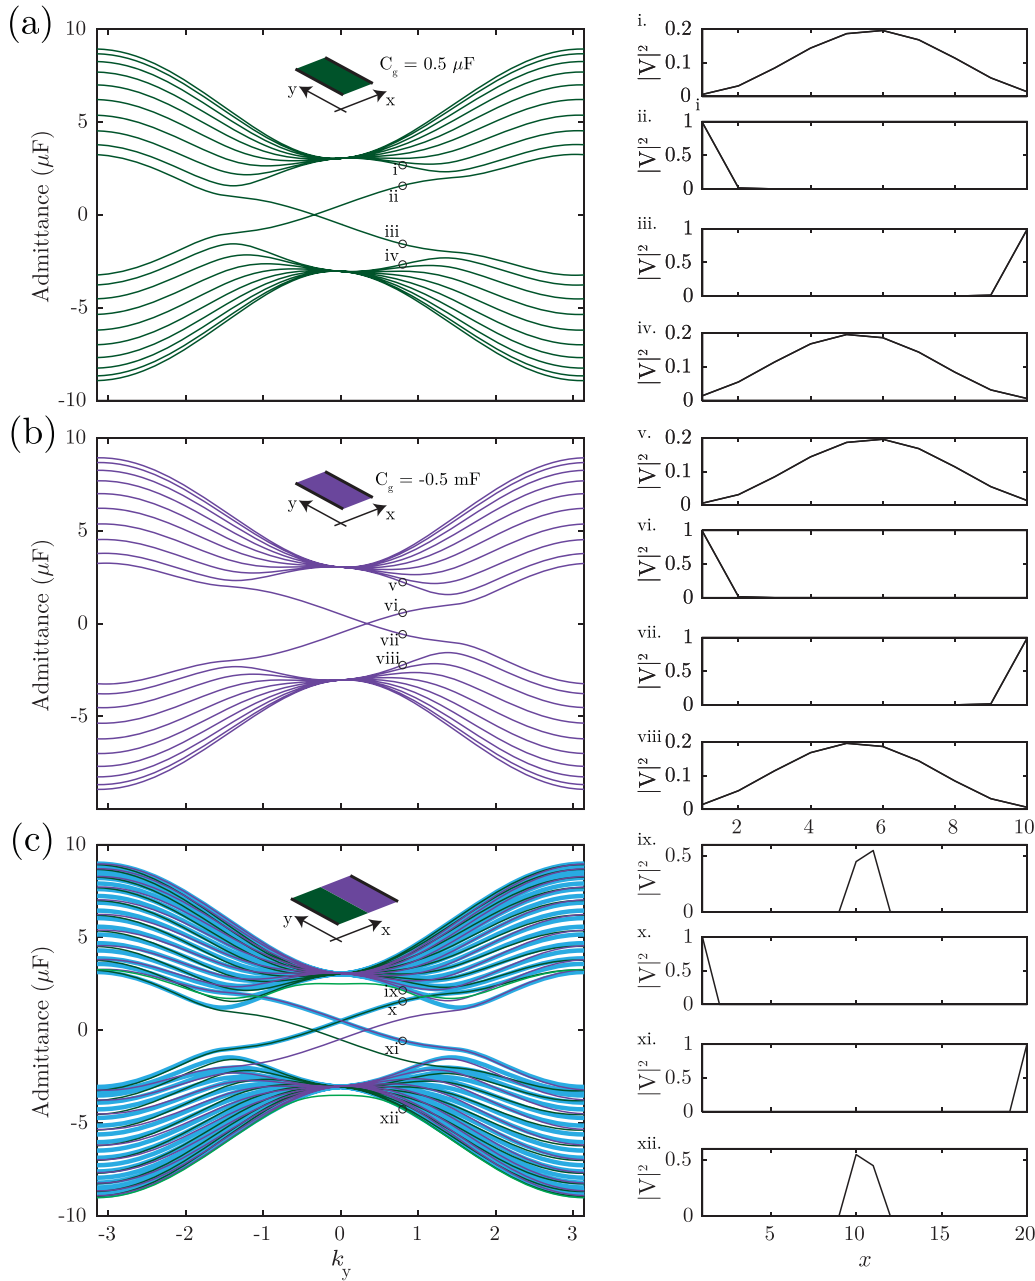 (a)
10
5
0
-5
-10
Admittance (μF)
C_g = 0.5 μF
y
x
i
ii
iii
iv
i.
0.2
0.1
0
|V|²
ii.
i
1
0.5
0
|V|²
iii.
1
0.5
0
|V|²
iv.
0.2
0.1
0
|V|²
(b)
10
5
0
-5
Admittance (μF)
C_g = -0.5 mF
y
x
v
vi
vii
viii
v.
0.2
0.1
0
|V|²
vi.
1
0.5
0
|V|²
vii.
1
0.5
0
|V|²
viii
0.2
0.1
0
|V|²
2 4 6 8 10
(c)
10
5
0
-5
-10
Admittance (μF)
y
x
ix
x
xi
xii
-3 -2 -1 0 1 2 3
k_y
ix.
0.5
0
|V|²
x.
1
0.5
0
|V|²
xi.
1
0.5
0
|V|²
xii.
0.5
0
|V|²
5 10 15 20
x